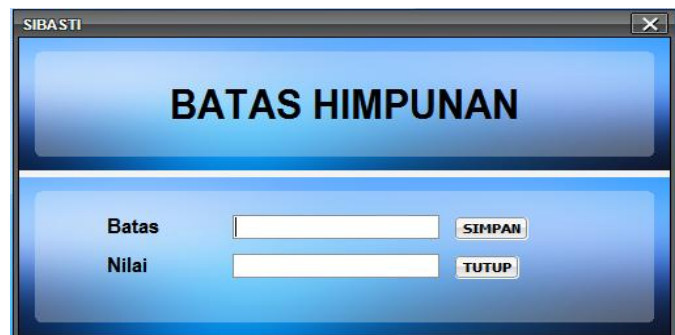 SIBASTI
BATAS HIMPUNAN
Batas
SIMPAN
Nilai
TUTUP